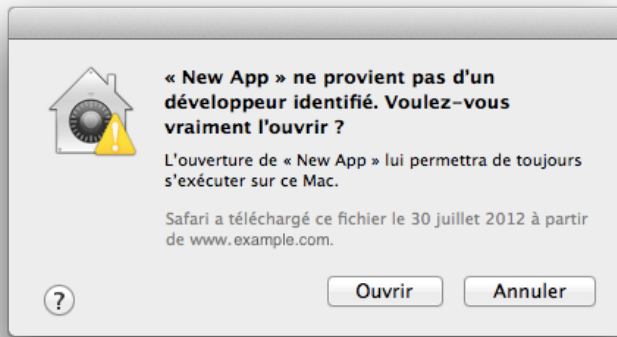 « New App » ne provient pas d'un
développeur identifié. Voulez-vous
vraiment l'ouvrir ?
L'ouverture de « New App » lui permettra de toujours
s'exécuter sur ce Mac.
Safari a téléchargé ce fichier le 30 juillet 2012 à partir
de www.example.com.
? Ouvrir Annuler